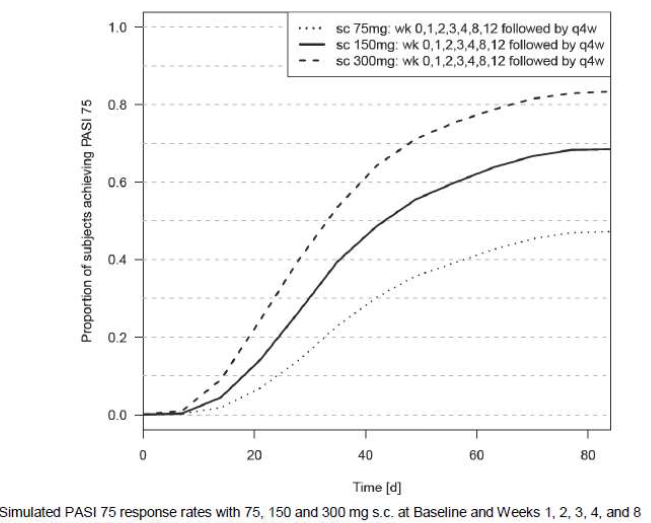 1.0
0.8
0.6
0.4
0.2
0.0
Proportion of subjects achieving PASI 75
sc 75mg: wk 0,1,2,3,4,8,12 followed by q4w
sc 150mg: wk 0,1,2,3,4,8,12 followed by q4w
sc 300mg: wk 0,1,2,3,4,8,12 followed by q4w
0 20 40 60 80
Time [d]
Simulated PASI 75 response rates with 75, 150 and 300 mg s.c. at Baseline and Weeks 1, 2, 3, 4, and 8